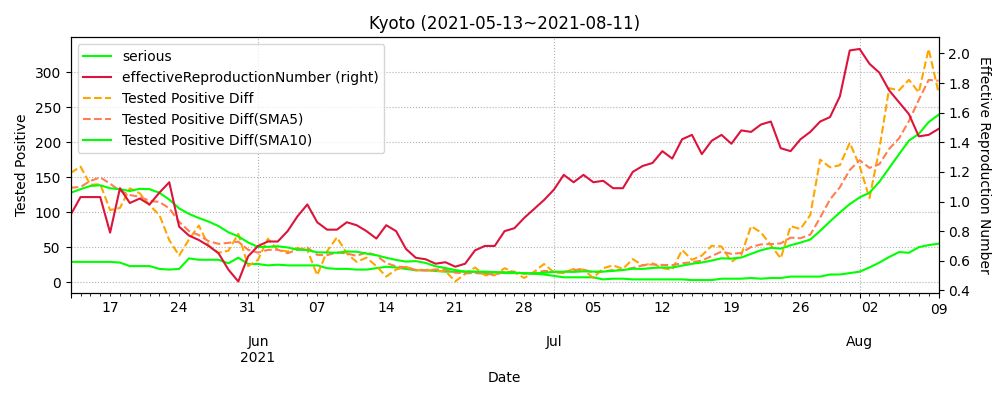 Kyoto (2021-05-13~2021-08-11)
serious
effectiveReproductionNumber (right)
Tested Positive Diff
Tested Positive Diff(SMA5)
Tested Positive Diff(SMA10)
Tested Positive
300
250
200
150
100
50
0
2.0
1.8
1.6
1.4
1.2
1.0
0.8
0.6
0.4
Effective Reproduction Number
17 24 31 07 14 21 28 05 12 19 26 02 09
Jun Jul Aug
2021
Date